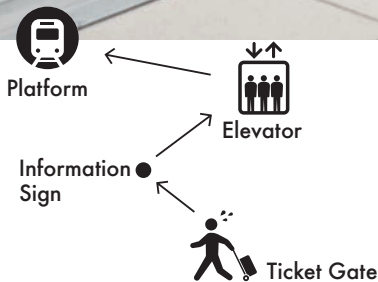 Platform
Elevator
Information
Sign
Ticket Gate